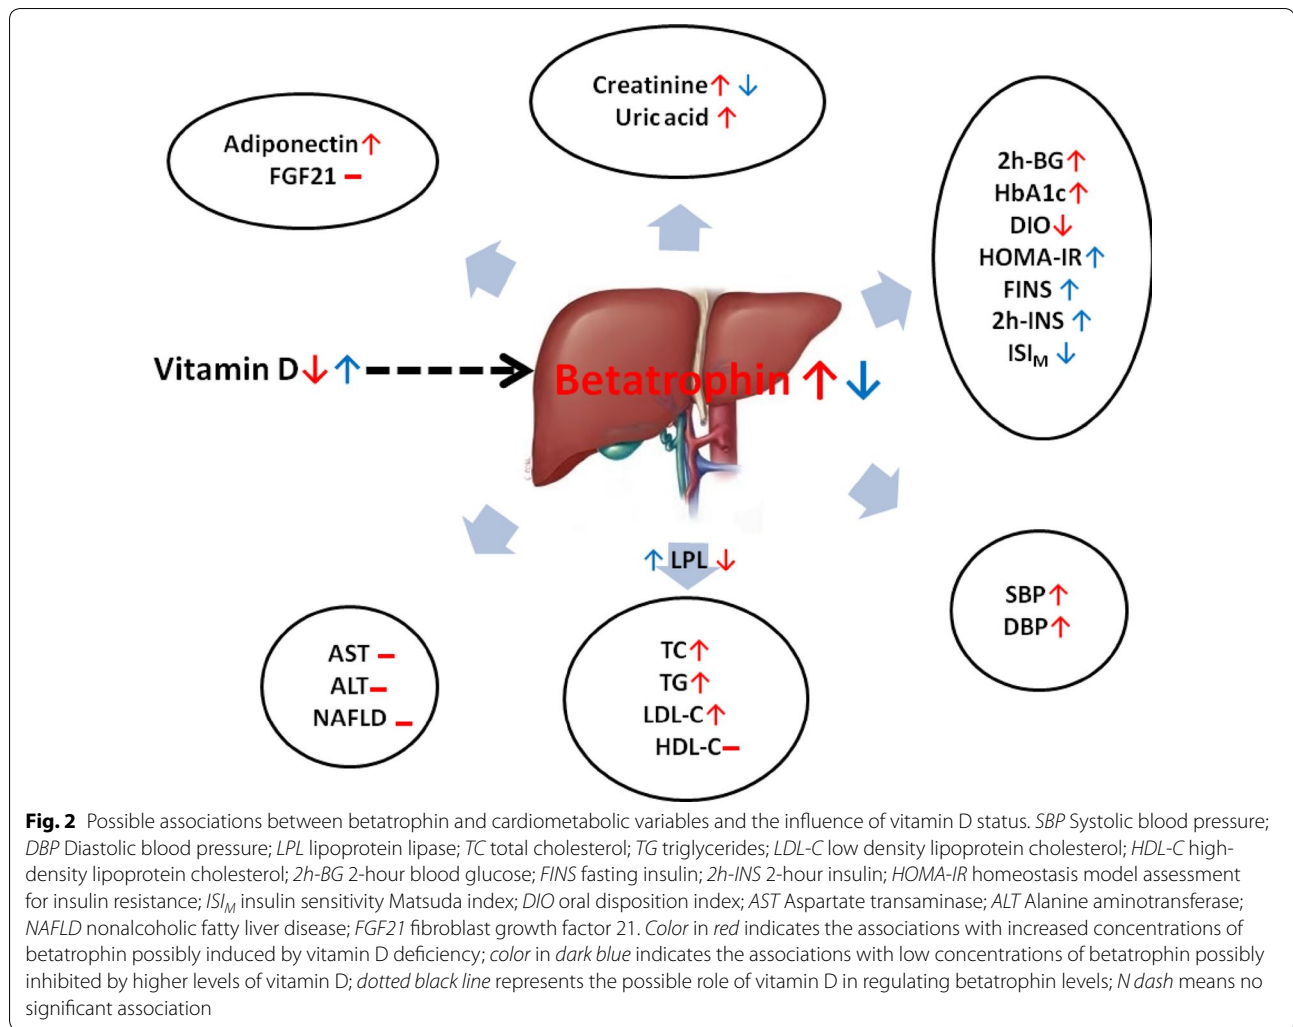 Creatinine↑ ↓
Uric acid ↑
Adiponectin↑
FGF21 –
2h-BG↑
HbA1c↑
DIO↓
HOMA-IR↑
FINS ↑
2h-INS ↑
ISI_M ↓
Vitamin D↓↑
Betatrophin ↑↓
↑ LPL ↓
SBP↑
DBP↑
AST –
ALT–
NAFLD –
TC↑
TG↑
LDL-C↑
HDL-C–
Fig. 2 Possible associations between betatrophin and cardiometabolic variables and the influence of vitamin D status. SBP Systolic blood pressure;
DBP Diastolic blood pressure; LPL lipoprotein lipase; TC total cholesterol; TG triglycerides; LDL-C low density lipoprotein cholesterol; HDL-C high-
density lipoprotein cholesterol; 2h-BG 2-hour blood glucose; FINS fasting insulin; 2h-INS 2-hour insulin; HOMA-IR homeostasis model assessment
for insulin resistance; ISI_M insulin sensitivity Matsuda index; DIO oral disposition index; AST Aspartate transaminase; ALT Alanine aminotransferase;
NAFLD nonalcoholic fatty liver disease; FGF21 fibroblast growth factor 21. Color in red indicates the associations with increased concentrations of
betatrophin possibly induced by vitamin D deficiency; color in dark blue indicates the associations with low concentrations of betatrophin possibly
inhibited by higher levels of vitamin D; dotted black line represents the possible role of vitamin D in regulating betatrophin levels; N dash means no
significant association